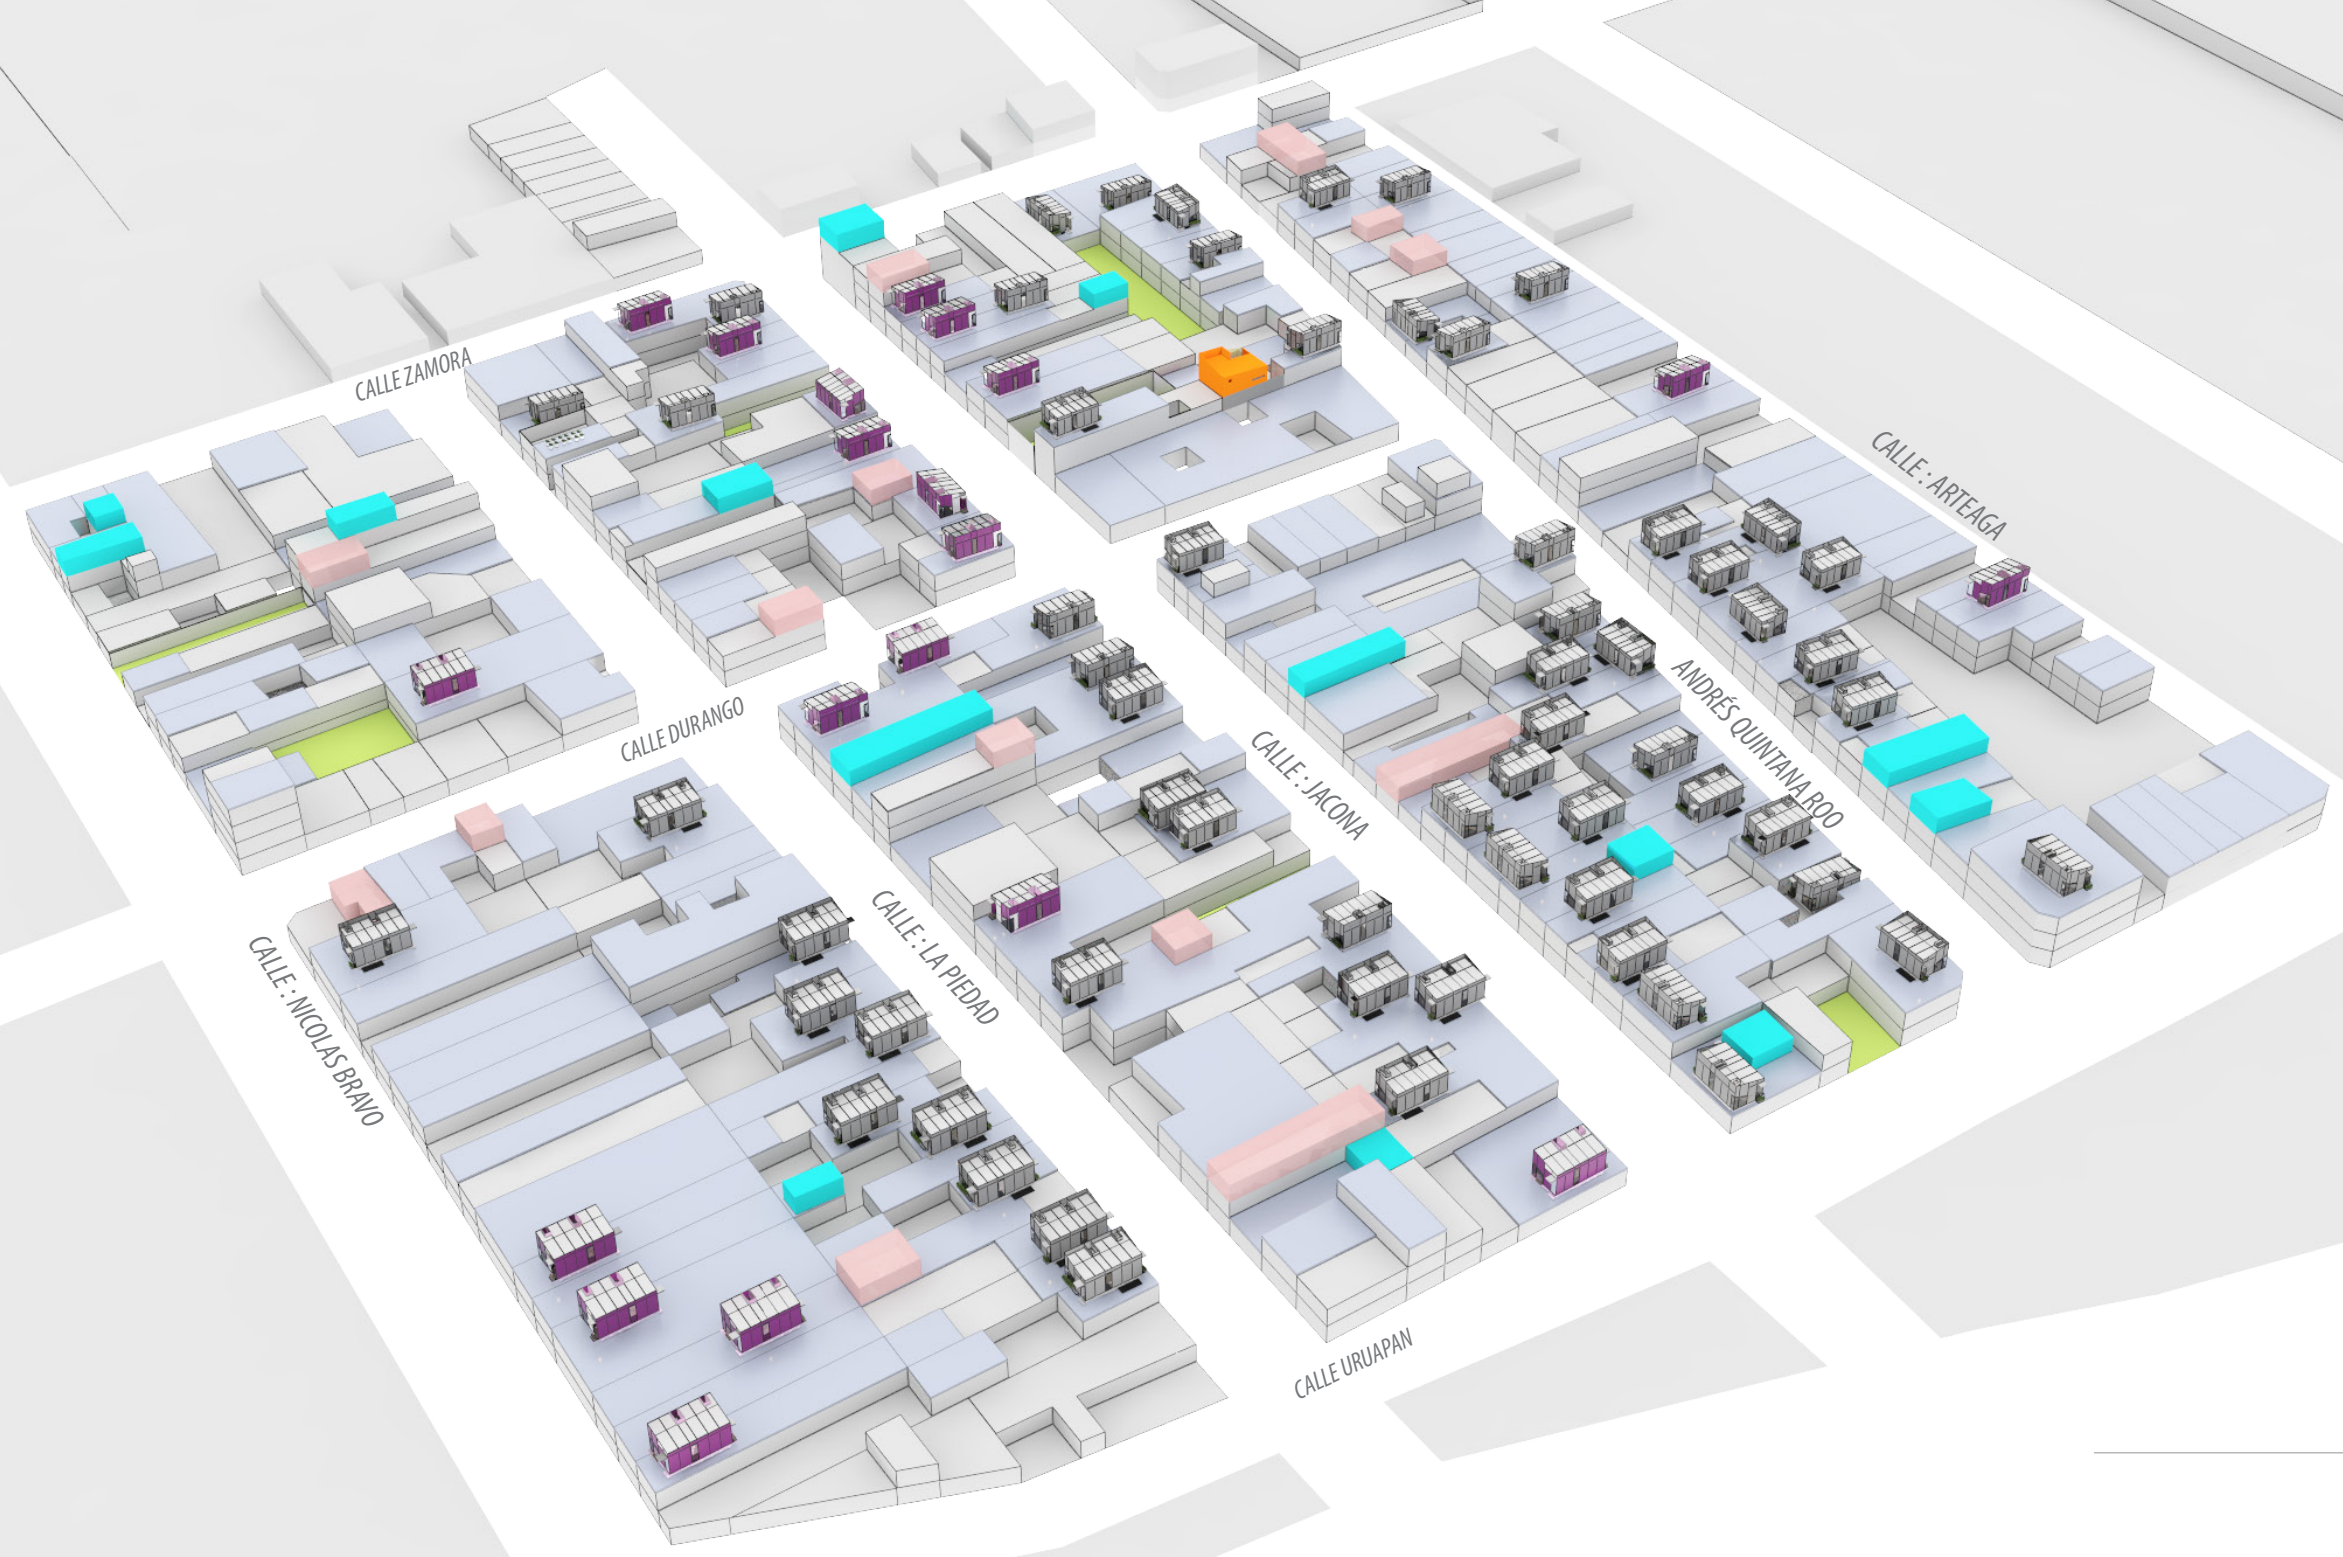 CALLE ZAMORA
CALLE : ARTEAGA
CALLE DURANGO
ANDRÉS QUINTANA ROO
CALLE : JACONA
CALLE : LA PIEDAD
CALLE : NICOLAS BRAVO
CALLE URUAPAN